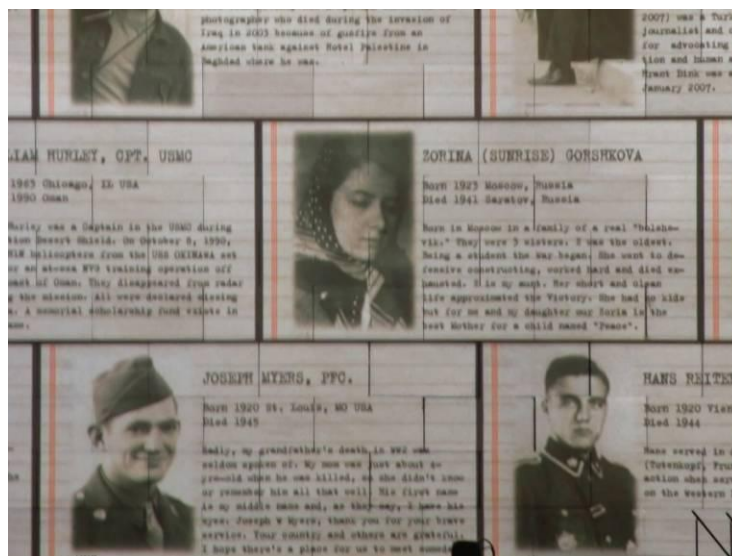 photographer who died during the invasion of
Iraq in 2003 because of gunfire from an
American tank against Hotel Palestine in
Baghdad where he was.
2007) was a Turk
journalist and c
for advocating
tion and human
Hrant Dink was
January 2007.
LIAM HURLEY, CPT. USMC
1963 Chicago, IL USA
1990 Oman
Hurley was a Captain in the USMC during
tion Desert Shield. On October 8, 1990,
helicopters from the USS OKINAWA
training operation off
of Oman. They disappeared from radar
the mission. All were declared missing
A memorial scholarship fund exists in
ZORINA (SUNRISE) GORSHKOVA
Born 1923 Moscow, Russia
Died 1941 Saratov, Russia
Born in Moscow in a family of a real "bolshe-
vik." They were 3 sisters. Z was the oldest.
Being a student the war began. She went to de-
fensive constructing, worked hard and died ex-
hausted. Z is my aunt. Her short and clean
life approximated the Victory. She had no kids
but for me and my daughter our Zoria is the
best Mother for a child named "Peace".
JOSEPH MYERS, PFC.
Born 1920 St. Louis, MO USA
Died 1945
Sadly, my grandfather's death in WW2 was
seldom spoken of. My mom was just about
when he was killed, so she didn't know
or remember him all that well. His first name
is my middle name and, as they say, I have his
eyes. Joseph W Myers, thank you for your brave
service. Your country and others are grateful.
I hope there's a place for us to meet someday
HANS REITE
Born 1920 Vien
Died 1944
Hans served in
(Totenkopf,
action when
on the Western